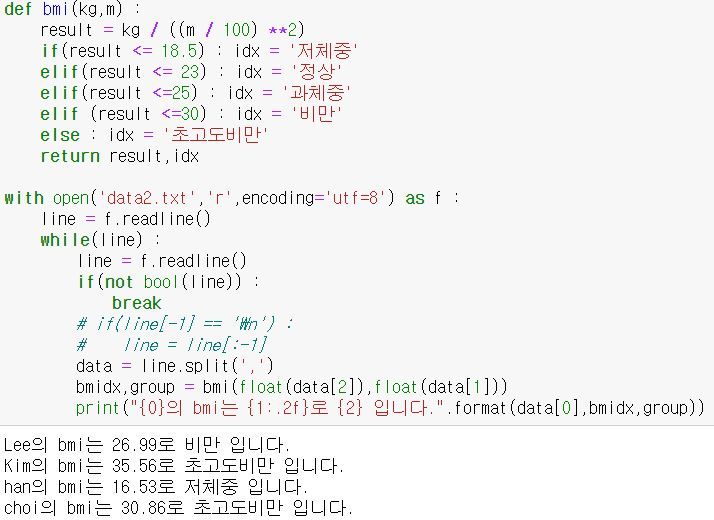 def bmi(kg,m) :
    result = kg / ((m / 100) **2)
    if(result <= 18.5) : idx = '저체중'
    elif(result <= 23) : idx = '정상'
    elif(result <=25) : idx = '과체중'
    elif (result <=30) : idx = '비만'
    else : idx = '초고도비만'
    return result,idx
with open('data2.txt','r',encoding='utf=8') as f :
    line = f.readline()
    while(line) :
        line = f.readline()
        if(not bool(line)) :
            break
        # if(line[-1] == '₩n') :
        #    line = line[:-1]
        data = line.split(',')
        bmidx,group = bmi(float(data[2]),float(data[1]))
        print("{0}의 bmi는 {1:.2f}로 {2} 입니다.".format(data[0],bmidx,group))
Lee의 bmi는 26.99로 비만 입니다.
Kim의 bmi는 35.56로 초고도비만 입니다.
han의 bmi는 16.53로 저체중 입니다.
choi의 bmi는 30.86로 초고도비만 입니다.